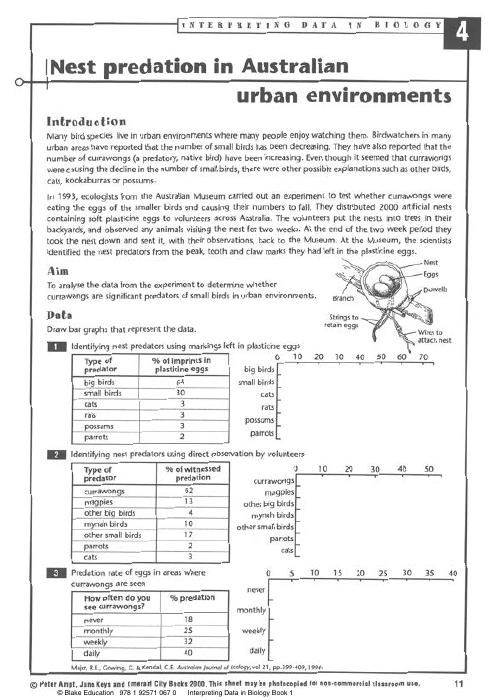 INTERPRETING DATA IN BIOLOGY
4
Nest predation in Australian
urban environments
Introduction
Many bird species live in urban environments where many people enjoy watching them. Birdwatchers in many
urban areas have reported that the number of small birds has been decreasing. They have also reported that the
number of currawongs (a predatory, native bird) have been increasing. Even though it seemed that currawongs
were causing the decline in the number of small birds, there were other possible explanations such as other birds,
cats, kookaburras or possums.
In 1993, ecologists from the Australian Museum carried out an experiment to test whether currawongs were
eating the eggs of the smaller birds and causing their numbers to fall. They distributed 2000 artificial nests
containing soft plasticine eggs to volunteers across Australia. The volunteers put the nests into trees in their
backyards, and observed any animals visiting the nest for two weeks. At the end of the two week period they
took the nest down and sent it, with their observations, back to the Museum. At the Museum, the scientists
identified the nest predators from the beak, tooth and claw marks they had left in the plasticine eggs.
Aim
To analyse the data from the experiment to determine whether
currawongs are significant predators of small birds in urban environments.
Nest
Eggs
Dowells
Branch
Strings to
retain eggs
Wires to
attach nest
Data
Draw bar graphs that represent the data.
1 Identifying nest predators using markings left in plasticine eggs
Type of predator % of imprints in plasticine eggs
big birds
small birds 30
cats 3
rats 3
possums 3
parrots 2
0 10 20 30 40 50 60 70
big birds
small birds
cats
rats
possums
parrots
2 Identifying nest predators using direct observation by volunteers
Type of predator % of witnessed predation
currawongs
magpies 13
other big birds 4
mynah birds 10
other small birds 17
parrots 2
cats 3
0 10 20 30 40 50
currawongs
magpies
other big birds
mynah birds
other small birds
parrots
cats
3 Predation rate of eggs in areas where
currawongs are seen
How often do you see currawongs? % predation
never 18
monthly 25
weekly 32
daily 40
0 5 10 15 20 25 30 35 40
never
monthly
weekly
daily
Major, R.E., Gowing, G. & Kendal, C.E. Australian Journal of Ecology, vol 21, pp.399-409, 1996.
© Peter Ampt, June Keys and Emerald City Books 2000. This sheet may be photocopied for non-commercial classroom use.
11
© Blake Education 978 1 92571 067 0 Interpreting Data in Biology Book 1